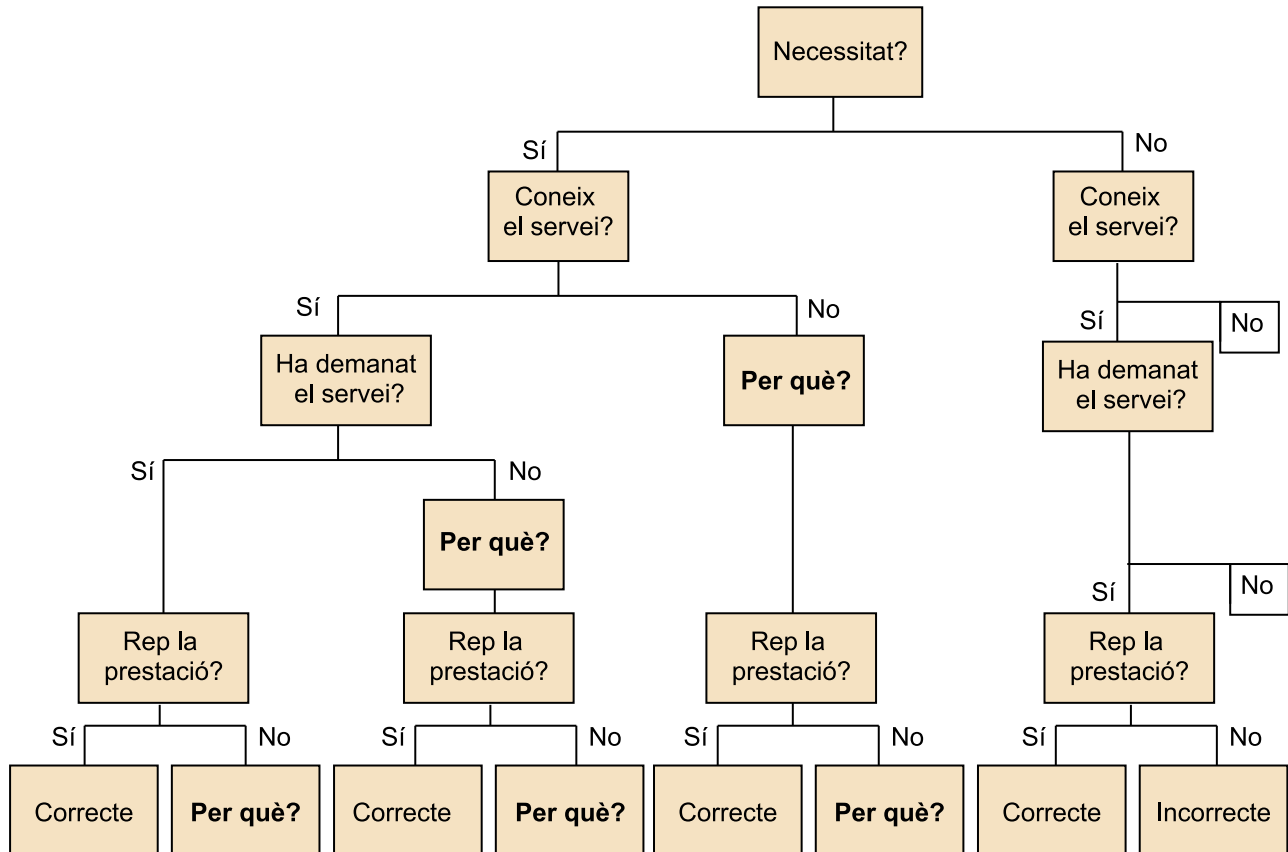 Necessitat?
Sí
No
Coneix
el servei?
Coneix
el servei?
Sí
No
Sí
No
Ha demanat
el servei?
Per què?
Ha demanat
el servei?
Sí
No
Per què?
Sí
No
Rep la
prestació?
Rep la
prestació?
Rep la
prestació?
Rep la
prestació?
Sí
No
Sí
No
Sí
No
Sí
No
Correcte
Per què?
Correcte
Per què?
Correcte
Per què?
Correcte
Incorrecte